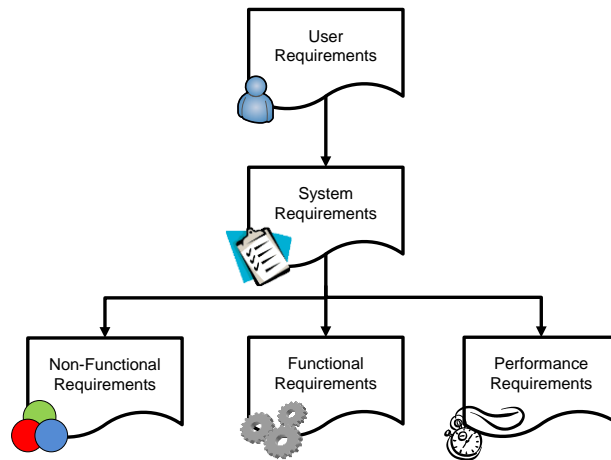 User
Requirements
System
Requirements
Non-Functional
Requirements
Functional
Requirements
Performance
Requirements